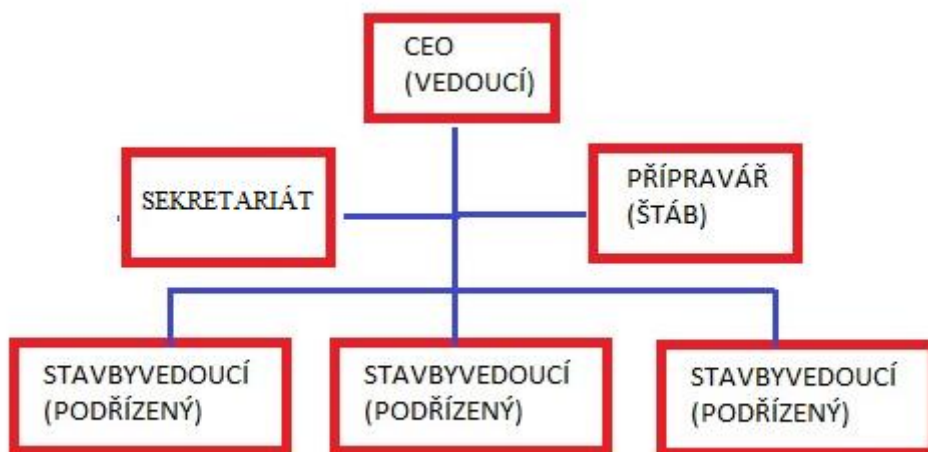 CEO
(VEDOUCÍ)
SEKRETARIÁT
PŘÍPRAVÁŘ
(ŠTÁB)
STAVBYVEDOUCÍ
(PODŘÍZENÝ)
STAVBYVEDOUCÍ
(PODŘÍZENÝ)
STAVBYVEDOUCÍ
(PODŘÍZENÝ)